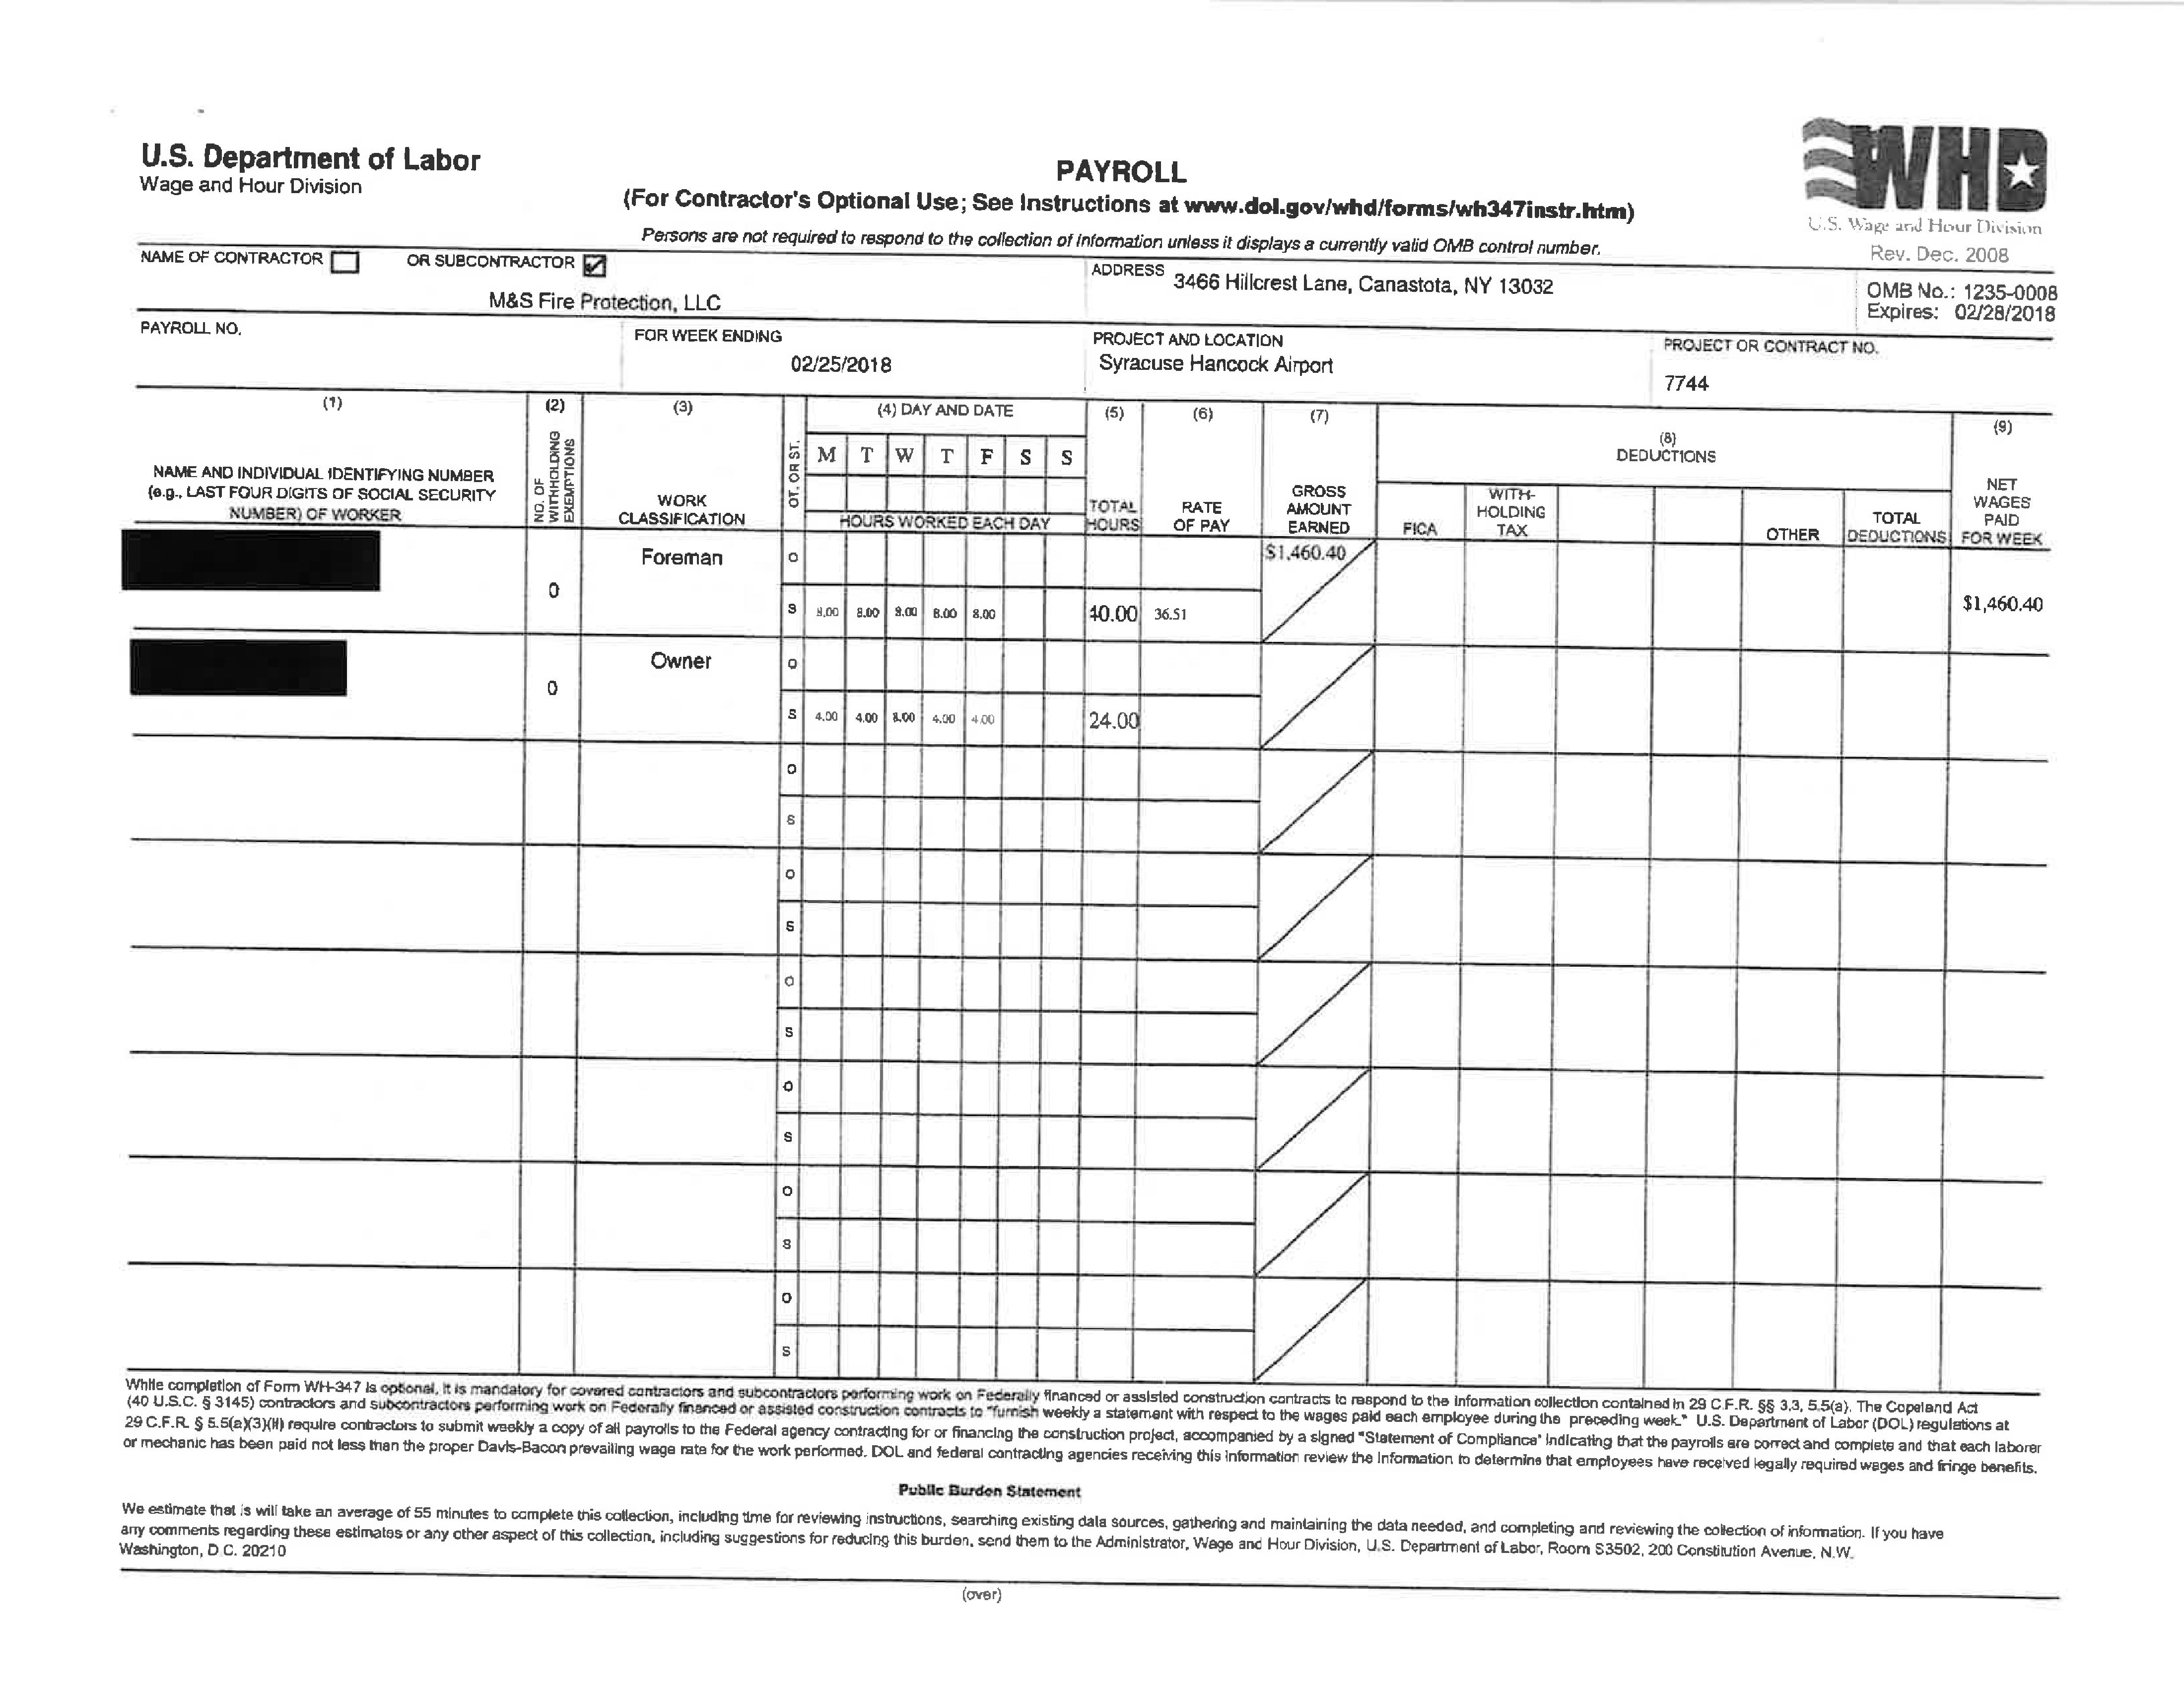 U.S. Department of Labor
Wage and Hour Division
PAYROLL
(For Contractor's Optional Use; See Instructions at www.dol.gov/whd/forms/wh347instr.htm)
Persons are not required to respond to the collection of information unless it displays a currently valid OMB control number.
WHD
U.S. Wage and Hour Division
Rev. Dec. 2008
NAME OF CONTRACTOR OR SUBCONTRACTOR
M&S Fire Protection, LLC
ADDRESS 3466 Hillcrest Lane, Canastota, NY 13032
OMB No.: 1235-0008
Expires: 02/28/2018
PAYROLL NO.
FOR WEEK ENDING
02/25/2018
PROJECT AND LOCATION
Syracuse Hancock Airport
PROJECT OR CONTRACT NO.
7744
(1)
NAME AND INDIVIDUAL IDENTIFYING NUMBER
(e.g., LAST FOUR DIGITS OF SOCIAL SECURITY
NUMBER) OF WORKER
(2)
NO. OF
WITHHOLDING
EXEMPTIONS
(3)
WORK
CLASSIFICATION
OT. OR ST.
(4) DAY AND DATE
M T W T F S S
HOURS WORKED EACH DAY
(5)
TOTAL
HOURS
(6)
RATE
OF PAY
(7)
GROSS
AMOUNT
EARNED
(8)
DEDUCTIONS
FICA
WITH-
HOLDING
TAX
OTHER
TOTAL
DEDUCTIONS
(9)
NET
WAGES
PAID
FOR WEEK
0 Foreman O $1,460.40
S 8.00 8.00 8.00 8.00 8.00 40.00 36.51 $1,460.40
0 Owner O
S 4.00 4.00 8.00 4.00 4.00 24.00
O
S
O
S
O
S
O
S
O
S
O
S
While completion of Form WH-347 is optional, it is mandatory for covered contractors and subcontractors performing work on Federally financed or assisted construction contracts to respond to the information collection contained in 29 C.F.R. §§ 3.3, 5.5(a). The Copeland Act
(40 U.S.C. § 3145) contractors and subcontractors performing work on Federally financed or assisted construction contracts to "furnish weekly a statement with respect to the wages paid each employee during the preceding week." U.S. Department of Labor (DOL) regulations at
29 C.F.R. § 5.5(a)(3)(ii) require contractors to submit weekly a copy of all payrolls to the Federal agency contracting for or financing the construction project, accompanied by a signed "Statement of Compliance" indicating that the payrolls are correct and complete and that each laborer
or mechanic has been paid not less than the proper Davis-Bacon prevailing wage rate for the work performed. DOL and federal contracting agencies receiving this information review the information to determine that employees have received legally required wages and fringe benefits.
Public Burden Statement
We estimate that is will take an average of 55 minutes to complete this collection, including time for reviewing instructions, searching existing data sources, gathering and maintaining the data needed, and completing and reviewing the collection of information. If you have
any comments regarding these estimates or any other aspect of this collection, including suggestions for reducing this burden, send them to the Administrator, Wage and Hour Division, U.S. Department of Labor, Room S3502, 200 Constitution Avenue, N.W.
Washington, D.C. 20210
(over)